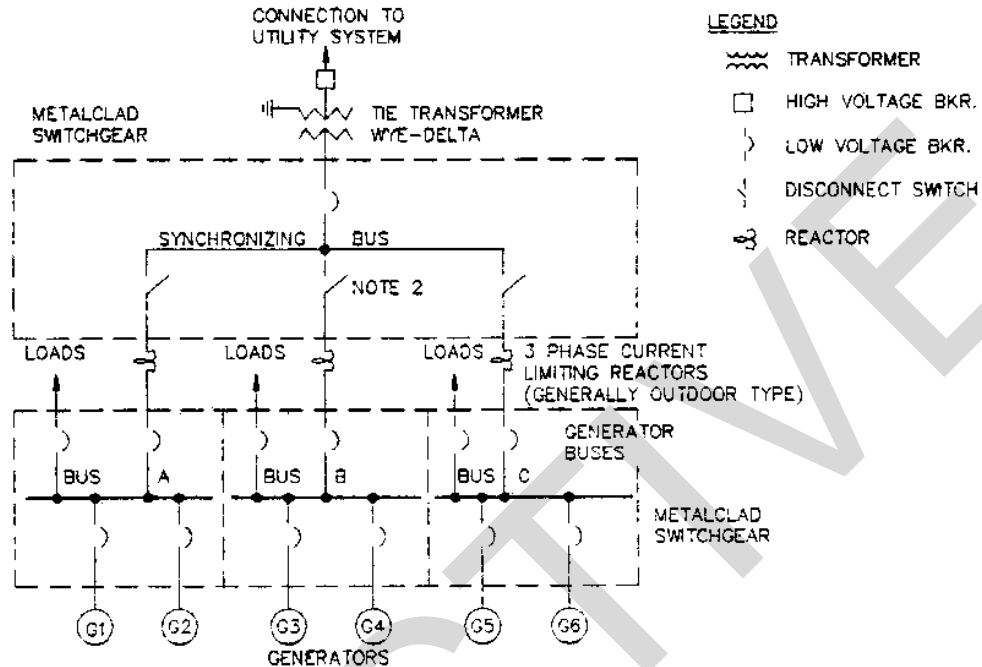 CONNECTION TO
UTILITY SYSTEM
LEGEND
TRANSFORMER
HIGH VOLTAGE BKR.
LOW VOLTAGE BKR.
DISCONNECT SWITCH
REACTOR
METALCLAD
SWITCHGEAR
TIE TRANSFORMER
WYE-DELTA
SYNCHRONIZING BUS
NOTE 2
LOADS
LOADS
LOADS
3 PHASE CURRENT
LIMITING REACTORS
(GENERALLY OUTDOOR TYPE)
GENERATOR
BUSES
BUS A
BUS B
BUS C
METALCLAD
SWITCHGEAR
G1
G2
G3
G4
G5
G6
GENERATORS
CTIVE